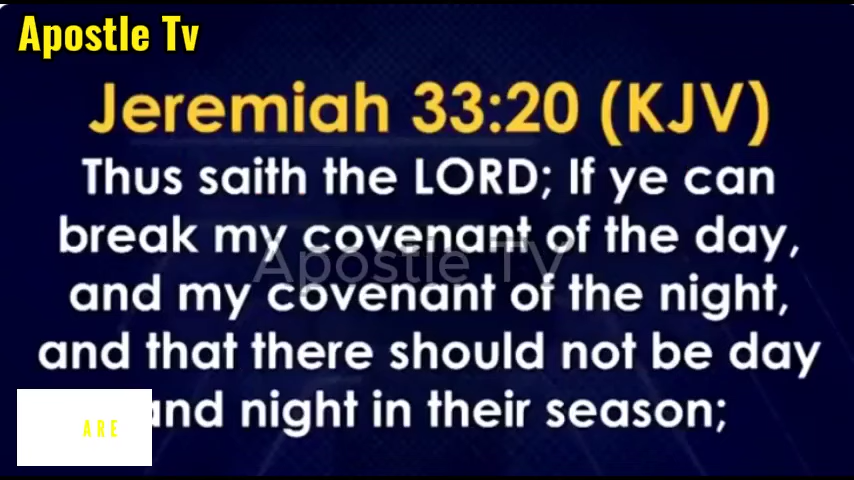 Apostle Tv
Jeremiah 33:20 (KJV)
Thus saith the LORD; If ye can
break my covenant of the day,
Apostle TV
and my covenant of the night,
and that there should not be day
and night in their season;
ARE